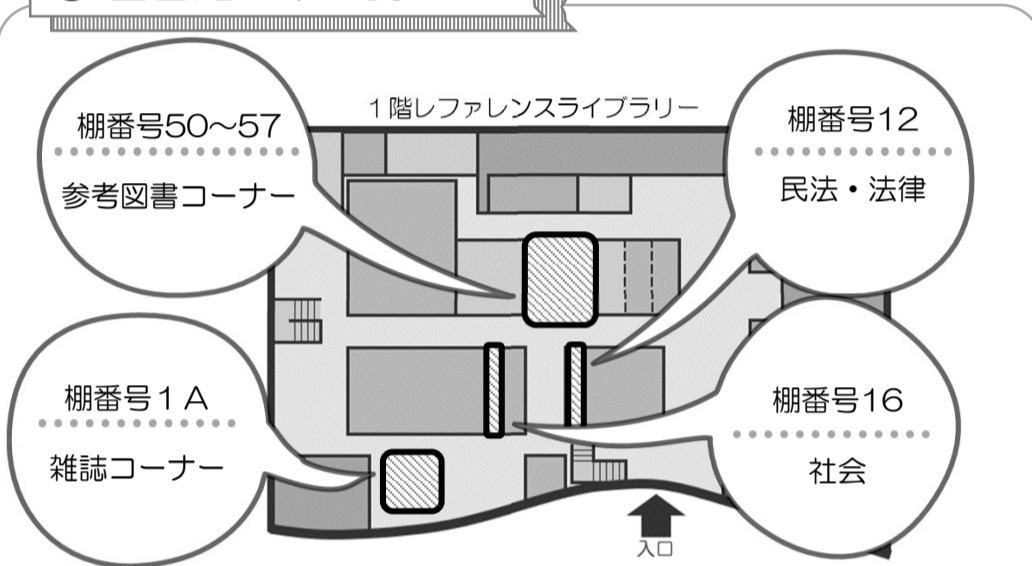 1階レファレンスライブラリー
棚番号50～57
参考図書コーナー
棚番号12
民法・法律
棚番号1A
雑誌コーナー
棚番号16
社会
入口